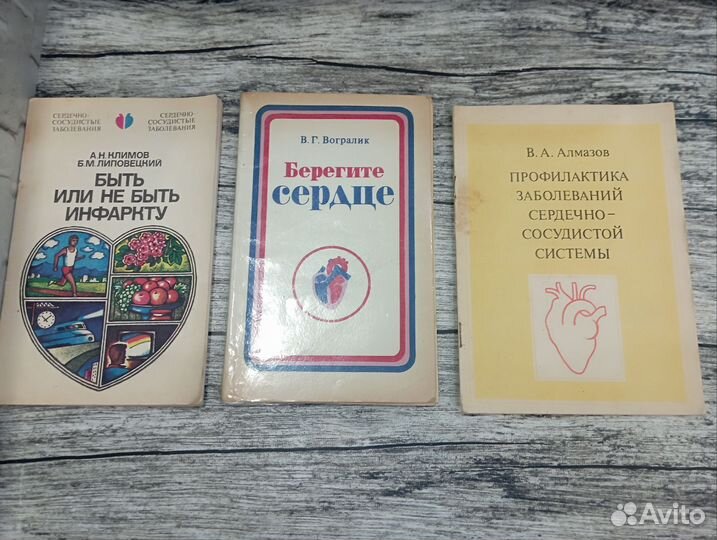 СЕРДЕЧНО-
СОСУДИСТЫЕ
ЗАБОЛЕВАНИЯ
СЕРДЕЧНО-
СОСУДИСТЫЕ
ЗАБОЛЕВАНИЯ
А.Н.КЛИМОВ
Б.М.ЛИПОВЕЦКИЙ
БЫТЬ
ИЛИ НЕ БЫТЬ
ИНФАРКТУ
В. Г. Вогралик
Берегите
сердце
В. А. Алмазов
ПРОФИЛАКТИКА
ЗАБОЛЕВАНИЙ
СЕРДЕЧНО-
СОСУДИСТОЙ
СИСТЕМЫ
Avito